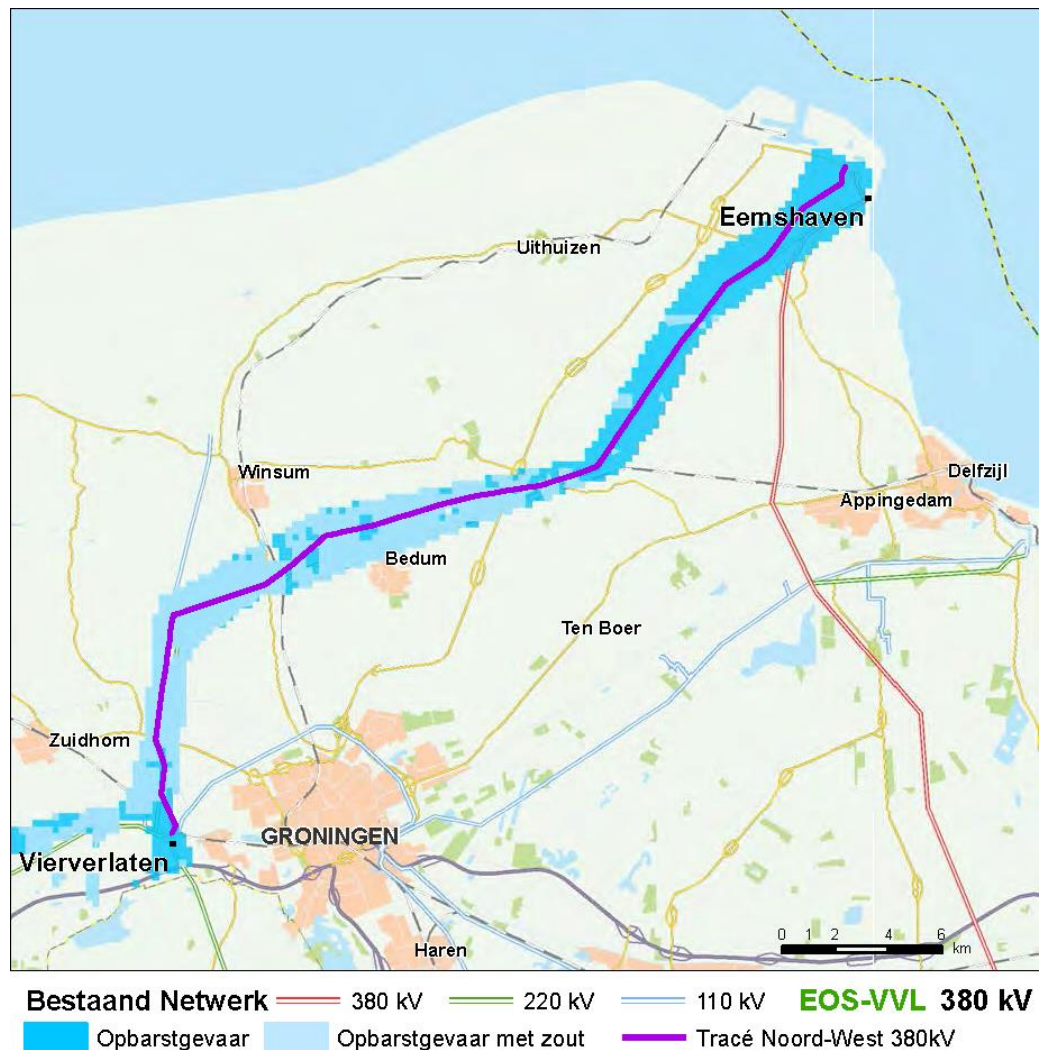 Eemshaven
Uithuizen
Winsum
Delfzijl
Appingedam
Bedum
Ten Boer
Zuidhorn
GRONINGEN
Vierverlaten
Haren
0 2 4 6
km
Bestaand Netwerk 380 kV 220 kV 110 kV EOS-VVL 380 kV
Opbarstgevaar Opbarstgevaar met zout Tracé Noord-West 380kV